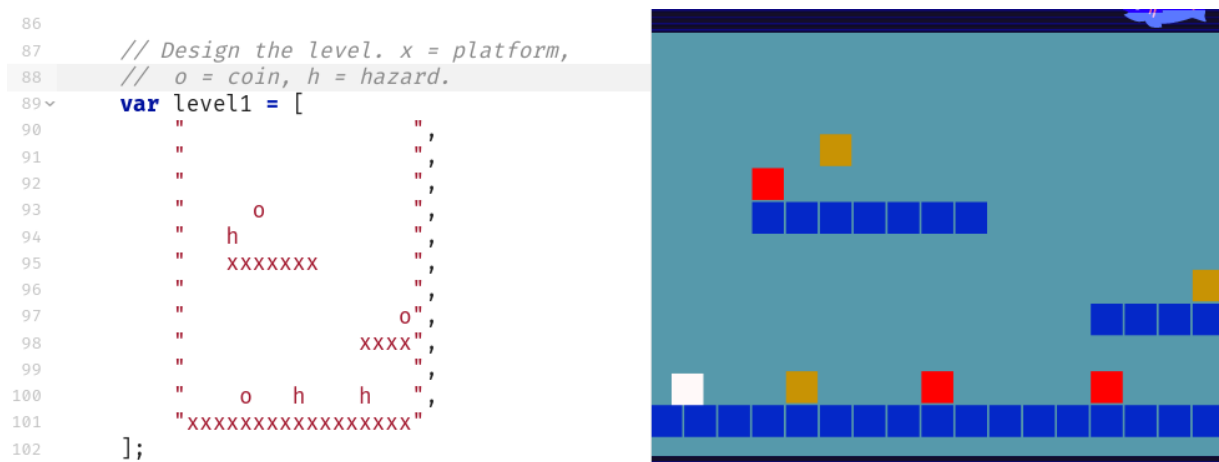 86
87     // Design the level. x = platform,
88     //  o = coin, h = hazard.
89     var level1 = [
90         "                 ",
91         "                 ",
92         "                 ",
93         "     o           ",
94         "   h             ",
95         "   xxxxxxx       ",
96         "                 ",
97         "                o",
98         "             xxxx",
99         "                 ",
100         "    o   h    h   ",
101         "xxxxxxxxxxxxxxxxx"
102     ];